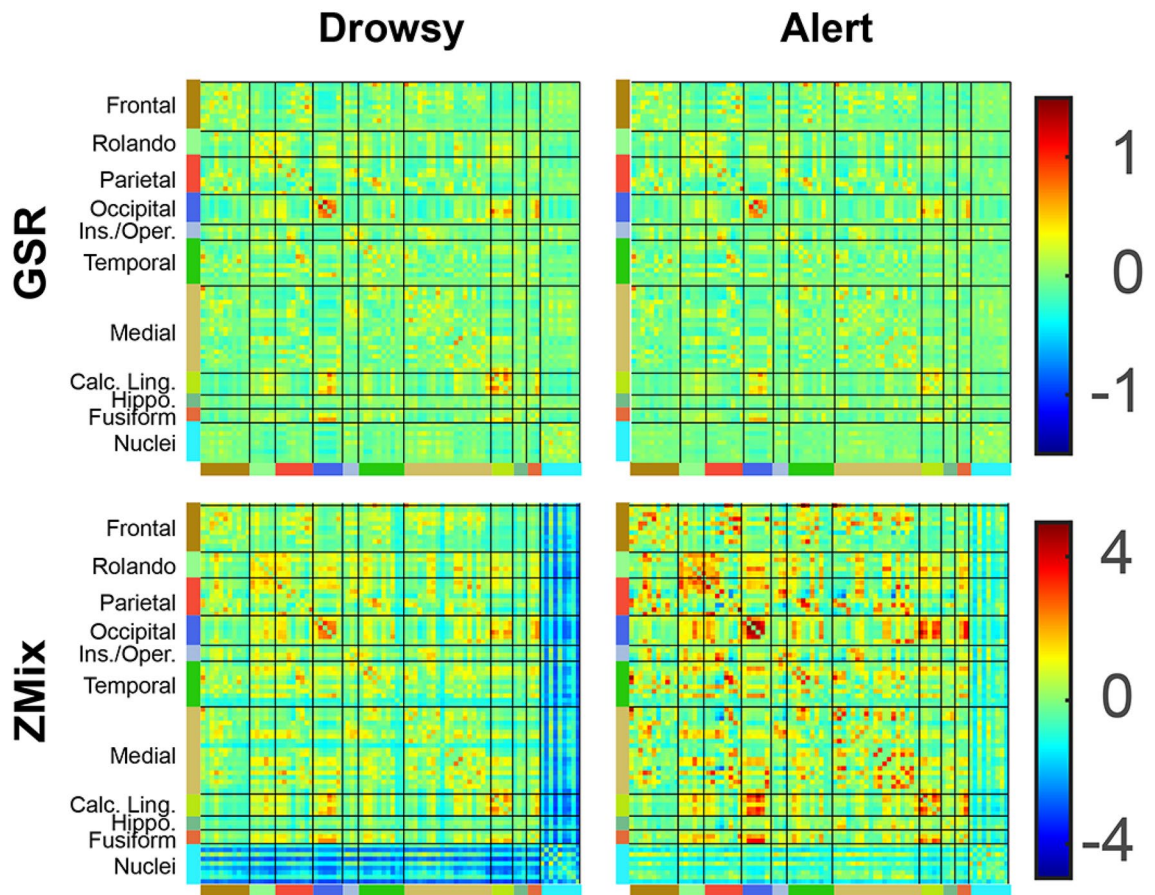 Drowsy Alert
GSR
Frontal
Rolando
Parietal
Occipital
Ins./Oper.
Temporal
Medial
Calc. Ling.
Hippo.
Fusiform
Nuclei
1
0
-1
ZMix
Frontal
Rolando
Parietal
Occipital
Ins./Oper.
Temporal
Medial
Calc. Ling.
Hippo.
Fusiform
Nuclei
4
0
-4